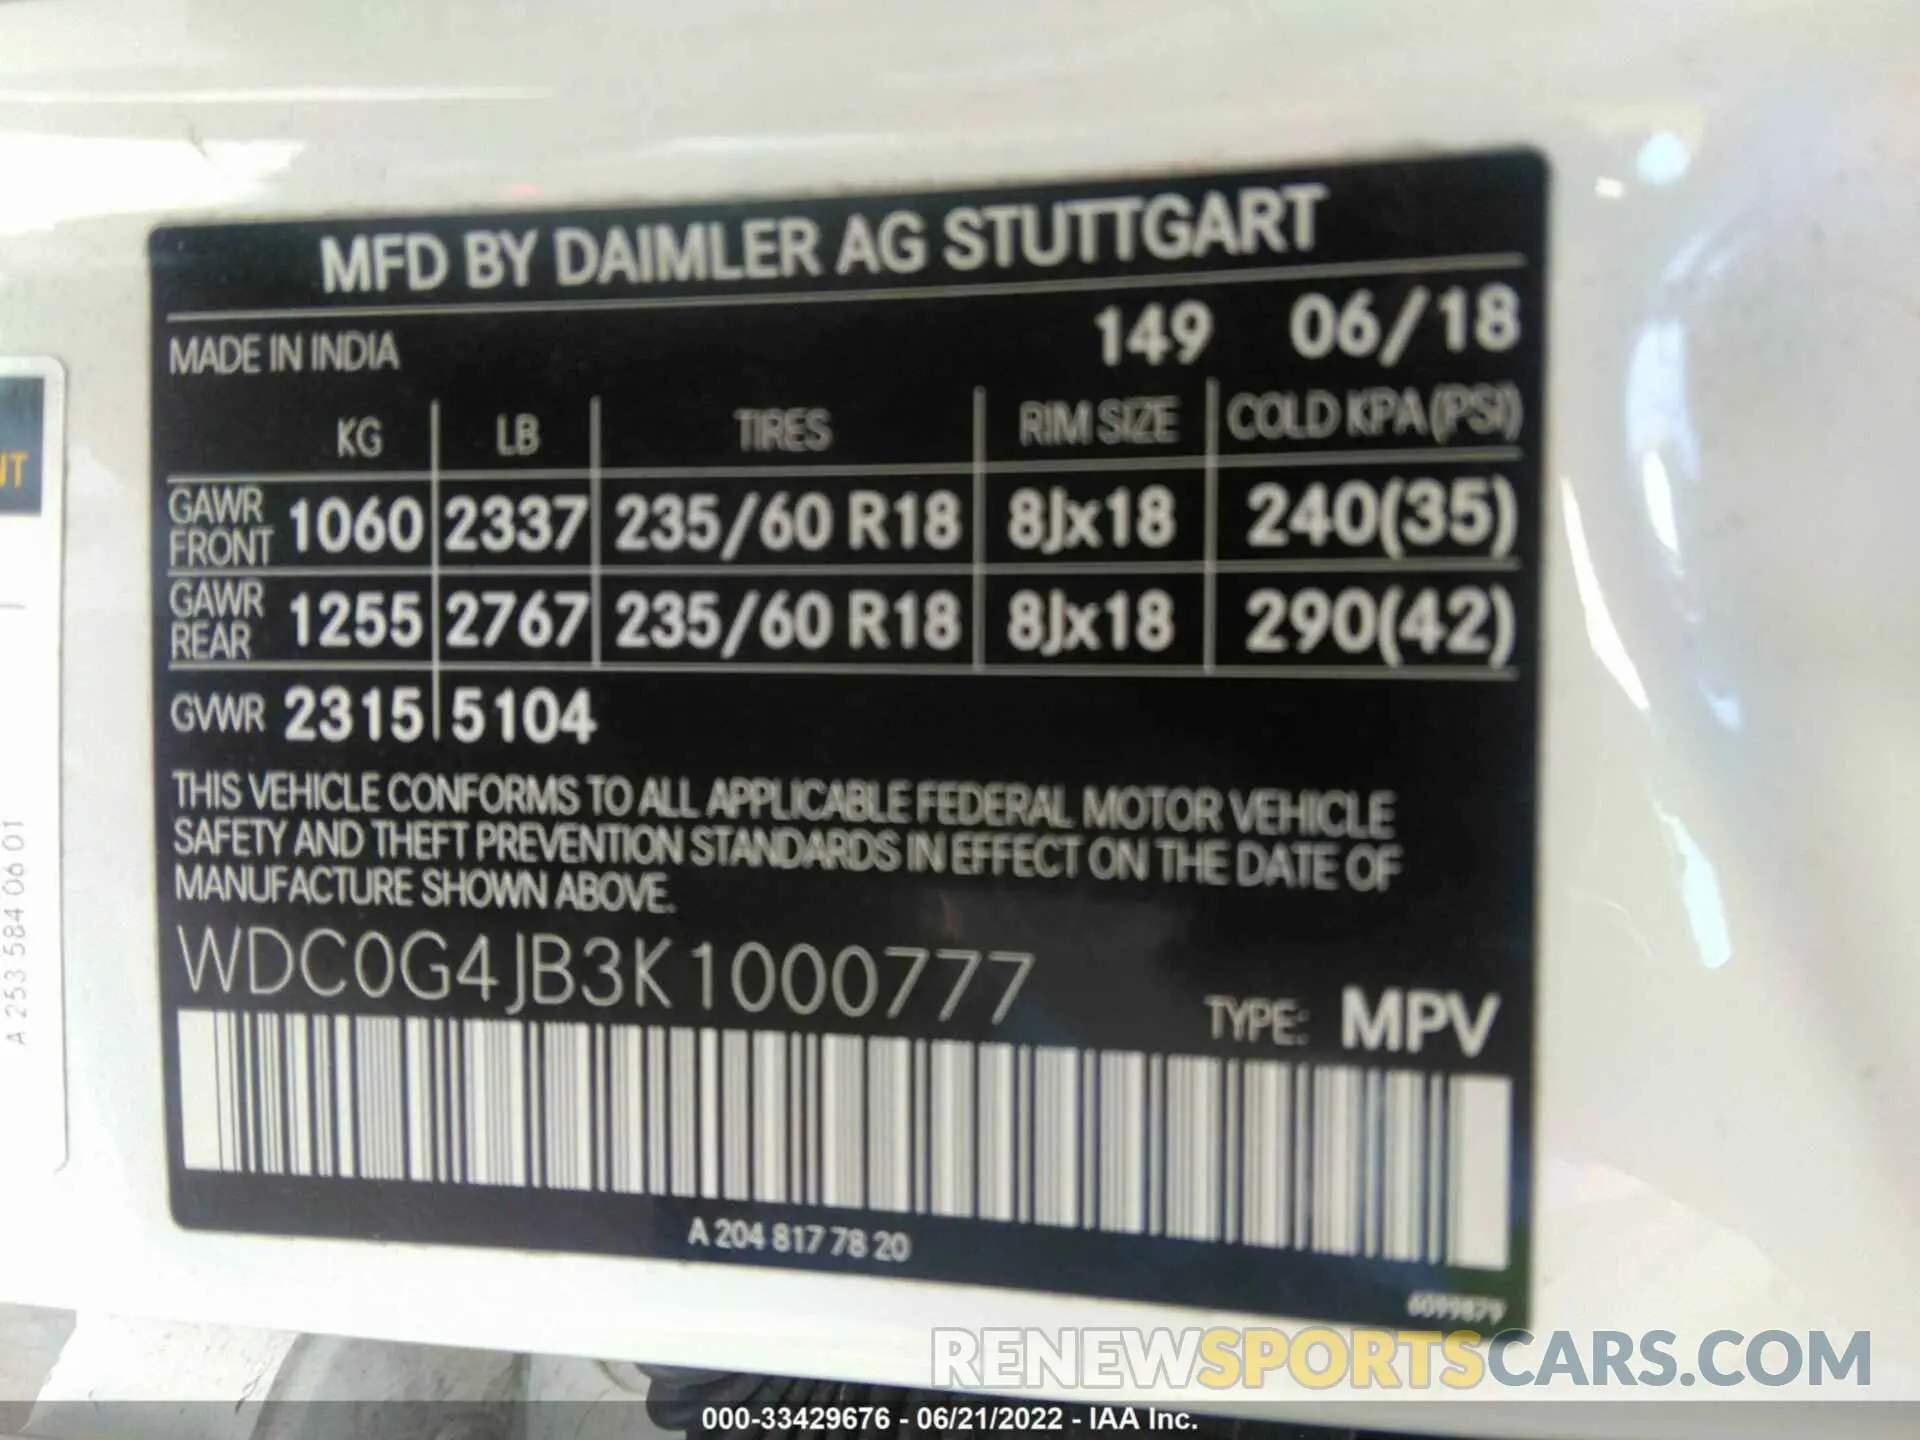 MFD BY DAIMLER AG STUTTGART
MADE IN INDIA 149 06/18
KG LB TIRES RIM SIZE COLD KPA (PSI)
GAWR FRONT 1060 2337 235/60 R18 8Jx18 240(35)
GAWR REAR 1255 2767 235/60 R18 8Jx18 290(42)
GVWR 2315 5104
THIS VEHICLE CONFORMS TO ALL APPLICABLE FEDERAL MOTOR VEHICLE
SAFETY AND THEFT PREVENTION STANDARDS IN EFFECT ON THE DATE OF
MANUFACTURE SHOWN ABOVE.
WDC0G4JB3K1000777
TYPE: MPV
A 204 817 78 20
6099879
NT
A 253 584 06 01
RENEWSPORTSCARS.COM
000-33429676 - 06/21/2022 - IAA Inc.